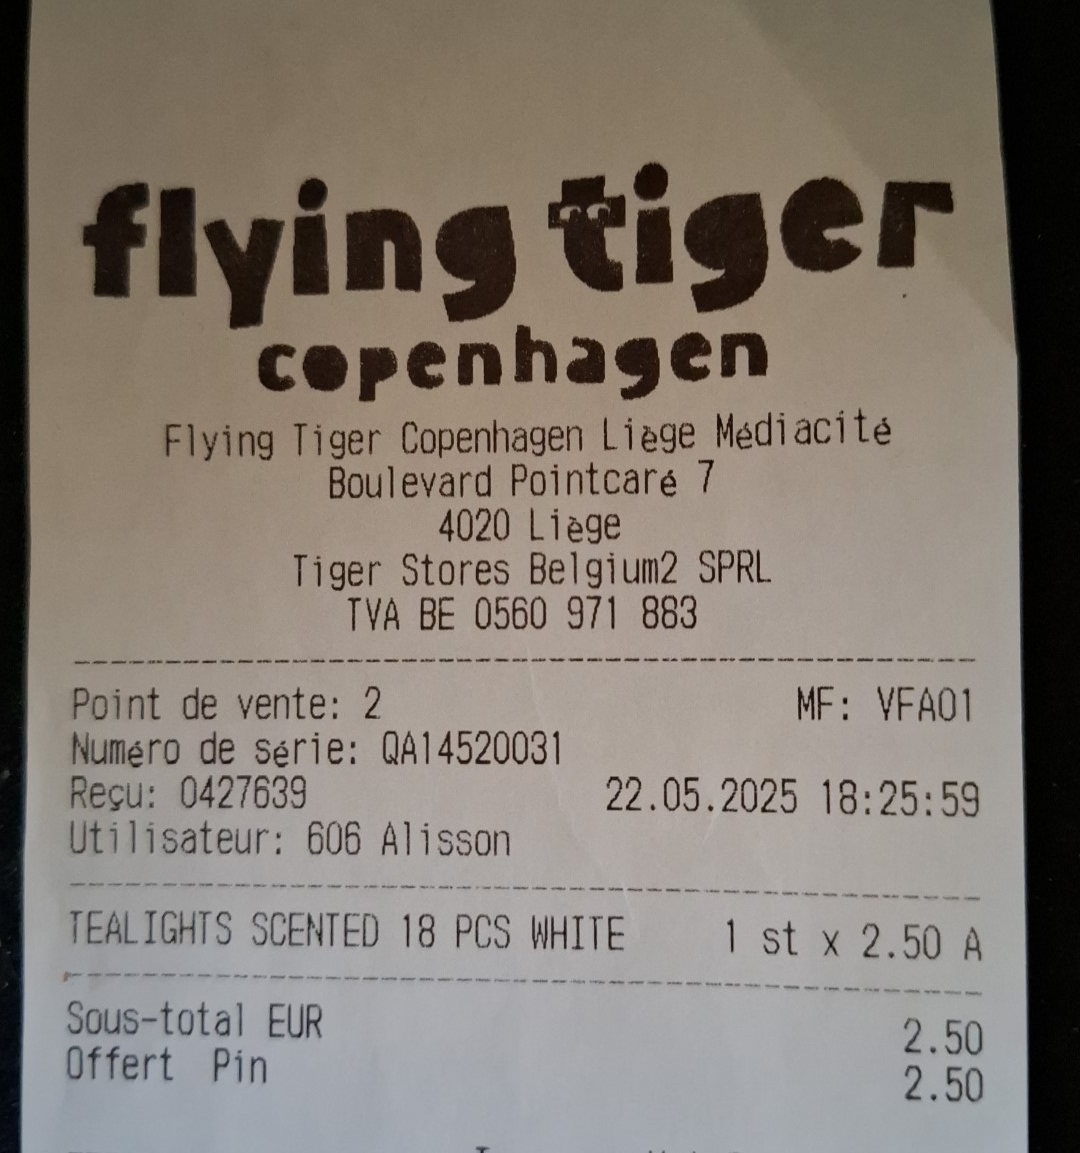 flying tiger
copenhagen
Flying Tiger Copenhagen Liège Médiacité
Boulevard Pointcaré 7
4020 Liège
Tiger Stores Belgium2 SPRL
TVA BE 0560 971 883
Point de vente: 2 MF: VFA01
Numéro de série: QA14520031
Reçu: 0427639 22.05.2025 18:25:59
Utilisateur: 606 Alisson
TEALIGHTS SCENTED 18 PCS WHITE 1 st x 2.50 A
Sous-total EUR 2.50
Offert Pin 2.50